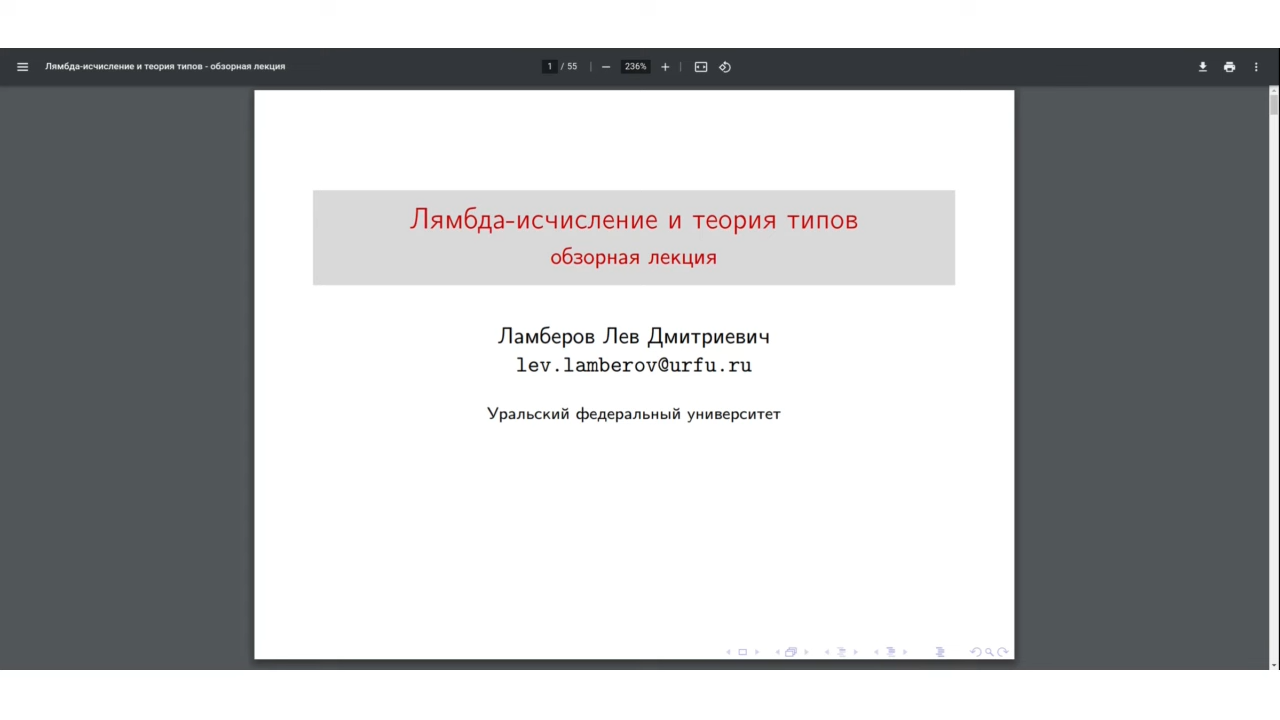 Лямбда-исчисление и теория типов - обзорная лекция
1 / 55
236%
Лямбда-исчисление и теория типов
обзорная лекция
Ламберов Лев Дмитриевич
lev.lamberov@urfu.ru
Уральский федеральный университет